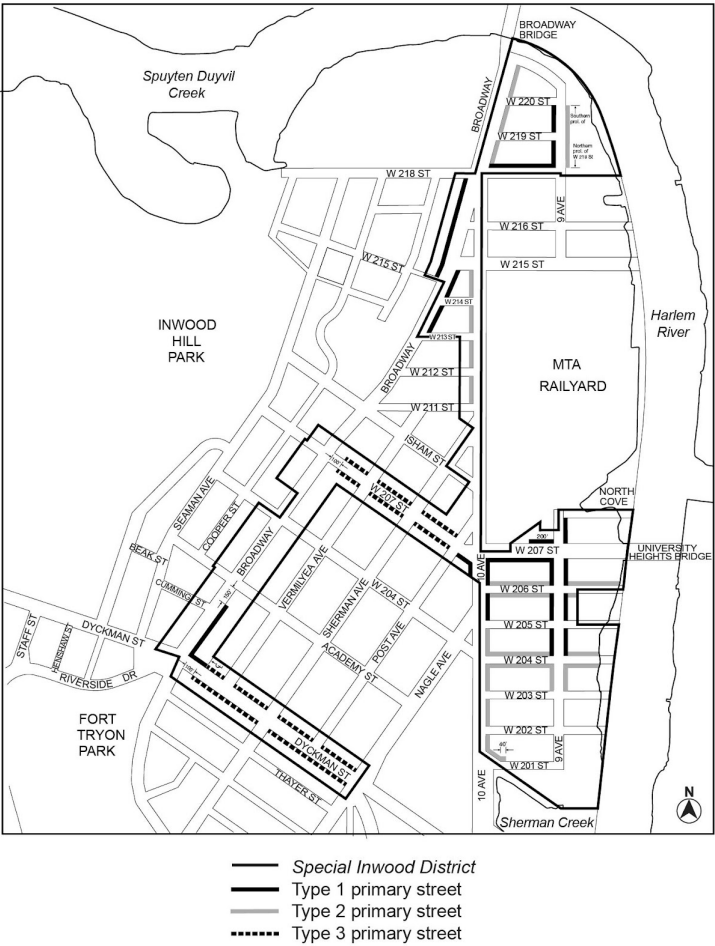 BROADWAY
BRIDGE
Spuyten Duyvil
Creek
BROADWAY
W 220 ST
Southern
prol. of
W 219 ST
Northern
prol. of
W 219 St
W 218 ST
9 AVE
W 216 ST
W 215 ST
W 215 ST
W 214 ST
Harlem
River
INWOOD
HILL
PARK
W 213 ST
BROADWAY
MTA
RAILYARD
W 212 ST
W 211 ST
ISHAM ST
100'
W 207 ST
SEAMAN AVE
COOPER ST
NORTH
COVE
200'
W 207 ST
UNIVERSITY
HEIGHTS BRIDGE
BROADWAY
VERMILYEA AVE
10 AVE
BEAK ST
CUMMING ST
100'
W 204 ST
W 206 ST
SHERMAN AVE
STAFF ST
HENSHAW ST
DYCKMAN ST
POST AVE
W 205 ST
ACADEMY ST
NAGLE AVE
W 204 ST
RIVERSIDE DR
100'
W 203 ST
FORT
TRYON
PARK
DYCKMAN ST
W 202 ST
40'
9 AVE
W 201 ST
THAYER ST
10 AVE
N
Sherman Creek
Special Inwood District
Type 1 primary street
Type 2 primary street
Type 3 primary street